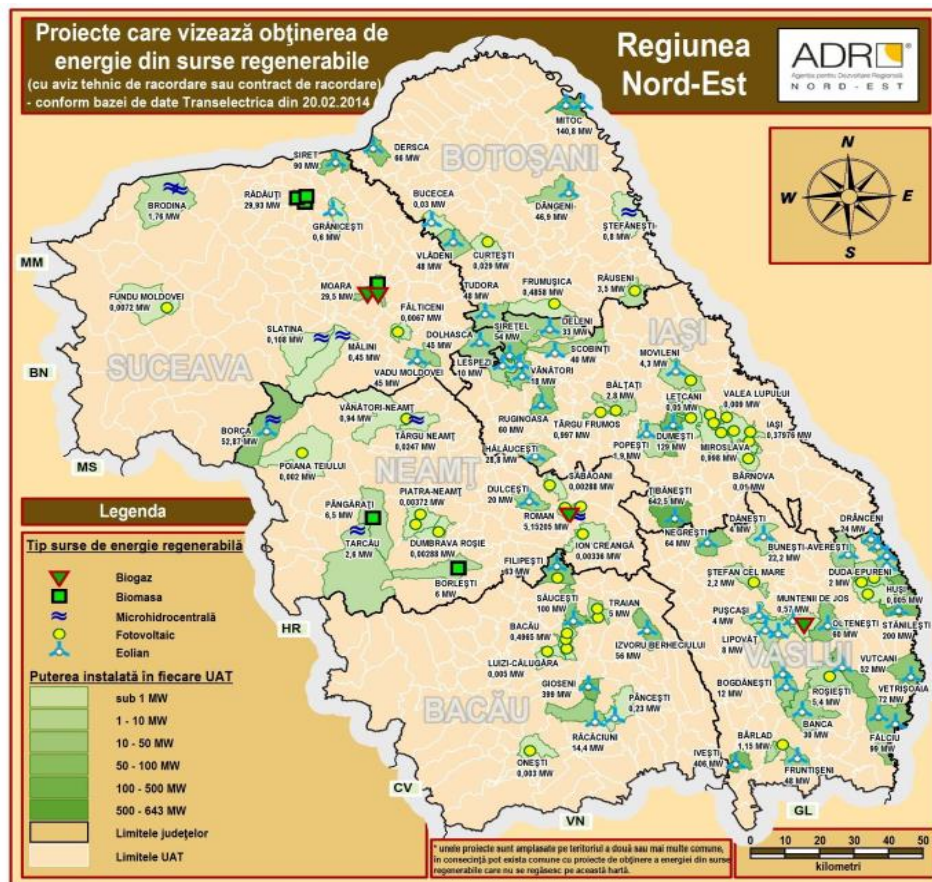 Proiecte care vizează obţinerea de
energie din surse regenerabile
(cu aviz tehnic de racordare sau contract de racordare)
- conform bazei de date Transelectrica din 20.02.2014
Regiunea
Nord-Est
ADR
Agenţia pentru Dezvoltare Regională
NORD-EST
N
W
E
S
MITOC
140,8 MW
DERSCA
66 MW
SIRET
90 MW
BOTOŞANI
BRODINA
1,76 MW
RĂDĂUŢI
29,93 MW
GRĂNICEŞTI
0,6 MW
BUCECEA
0,03 MW
DÂNGENI
46,9 MW
ŞTEFĂNEŞTI
0,8 MW
VLĂDENI
48 MW
CURTEŞTI
0,029 MW
MM
FUNDU MOLDOVEI
0,0072 MW
MOARA
29,5 MW
FĂLTICENI
0,0067 MW
TUDORA
48 MW
FRUMUŞICA
0,4858 MW
RĂUSENI
3,5 MW
SLATINA
0,108 MW
MĂLINI
0,45 MW
DOLHASCA
45 MW
SIREŢEL
54 MW
DELENI
33 MW
IAŞI
SUCEAVA
BN
VADU MOLDOVEI
45 MW
LESPEZI
10 MW
SCOBINŢI
40 MW
VÂNĂTORI
18 MW
MOVILENI
4,3 MW
BĂLŢAŢI
2,8 MW
LEŢCANI
0,05 MW
VALEA LUPULUI
0,009 MW
BORCA
52,87 MW
VÂNĂTORI-NEAMŢ
0,94 MW
TÂRGU NEAMŢ
0,0247 MW
RUGINOASA
60 MW
TÂRGU FRUMOS
0,997 MW
POPEŞTI
1,9 MW
DUMEŞTI
129 MW
MIROSLAVA
0,998 MW
IAŞI
0,37976 MW
BÂRNOVA
0,05 MW
MS
POIANA TEIULUI
0,002 MW
NEAMŢ
HĂLĂUCEŞTI
28,8 MW
SĂBĂOANI
0,00288 MW
ŢIBĂNEŞTI
642,5 MW
PÂNGĂRAŢI
6,5 MW
PIATRA-NEAMŢ
0,00372 MW
DULCEŞTI
20 MW
ROMAN
5,15205 MW
TARCĂU
2,6 MW
DUMBRAVA ROŞIE
0,00288 MW
ION CREANGĂ
0,00336 MW
NEGREŞTI
64 MW
DĂNEŞTI
4 MW
DRÂNCENI
24 MW
BUNEŞTI-AVEREŞTI
22,2 MW
BORLEŞTI
6 MW
FILIPEŞTI
93 MW
ŞTEFAN CEL MARE
2,2 MW
DUDA-EPURENI
2 MW
HUŞI
0,005 MW
HR
SĂUCEŞTI
100 MW
TRAIAN
5 MW
PUŞCAŞI
4 MW
MUNTENII DE JOS
0,57 MW
OLTENEŞTI
60 MW
STĂNILEŞTI
200 MW
BACĂU
0,4965 MW
IZVORU BERHECIULUI
56 MW
LIPOVĂŢ
8 MW
VASLUI
LUIZI-CĂLUGĂRA
0,003 MW
GIOSENI
399 MW
BOGDĂNEŞTI
12 MW
VUTCANI
52 MW
ROŞIEŞTI
5,4 MW
VETRIŞOAIA
72 MW
BACĂU
PÂNCEŞTI
0,23 MW
RĂCĂCIUNI
14,4 MW
BANCA
30 MW
FĂLCIU
99 MW
ONEŞTI
0,003 MW
IVEŞTI
406 MW
BÂRLAD
1,15 MW
FRUNTIŞENI
48 MW
CV
VN
GL
Legenda
Tip surse de energie regenerabilă
Biogaz
Biomasa
Microhidrocentrală
Fotovoltaic
Eolian
Puterea instalată în fiecare UAT
sub 1 MW
1 - 10 MW
10 - 50 MW
50 - 100 MW
100 - 500 MW
500 - 643 MW
Limitele judeţelor
Limitele UAT
* unele proiecte sunt amplasate pe teritoriul a două sau mai multe comune,
în consecinţă pot exista comune cu proiecte de obţinere a energiei din surse
regenerabile care nu se regăsesc pe această hartă.
0 10 20 30 40 50
kilometri